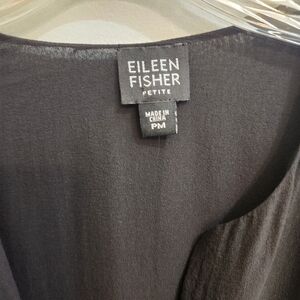 EILEEN
FISHER
PETITE
MADE IN
CHINA
PM